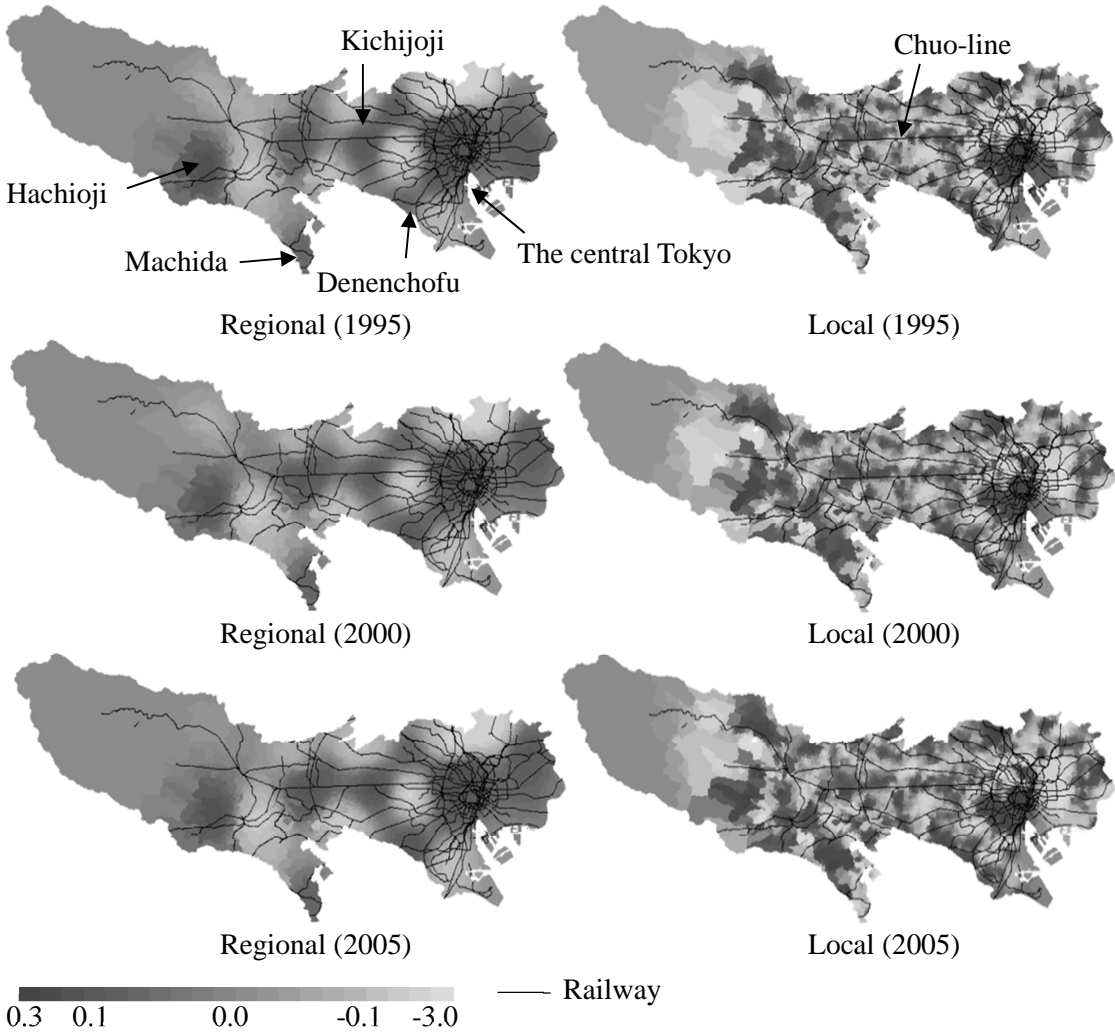 Kichijoji
Chuo-line
Hachioji
Machida
Denenchofu
The central Tokyo
Regional (1995)
Local (1995)
Regional (2000)
Local (2000)
Regional (2005)
Local (2005)
Railway
0.3 0.1 0.0 -0.1 -3.0